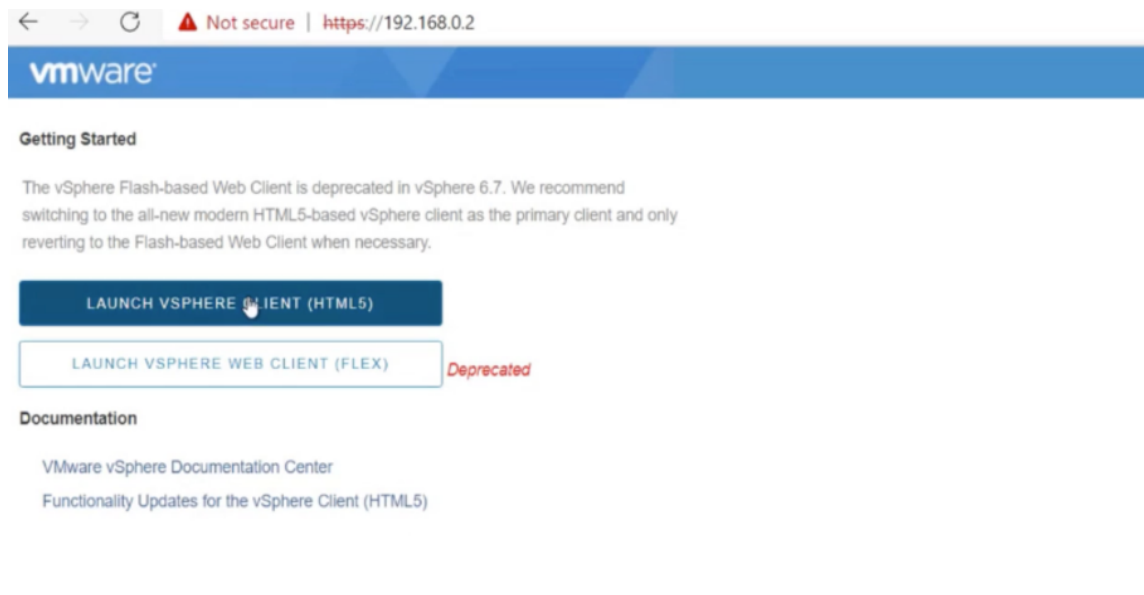 Not secure | https://192.168.0.2
vmware
Getting Started
The vSphere Flash-based Web Client is deprecated in vSphere 6.7. We recommend
switching to the all-new modern HTML5-based vSphere client as the primary client and only
reverting to the Flash-based Web Client when necessary.
LAUNCH VSPHERE CLIENT (HTML5)
LAUNCH VSPHERE WEB CLIENT (FLEX)
Deprecated
Documentation
VMware vSphere Documentation Center
Functionality Updates for the vSphere Client (HTML5)